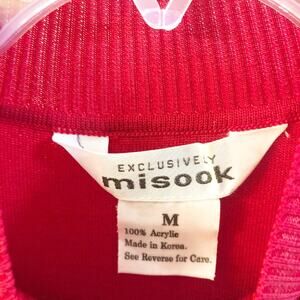 EXCLUSIVELY
misook
M
100% Acrylic
Made in Korea.
See Reverse for Care.